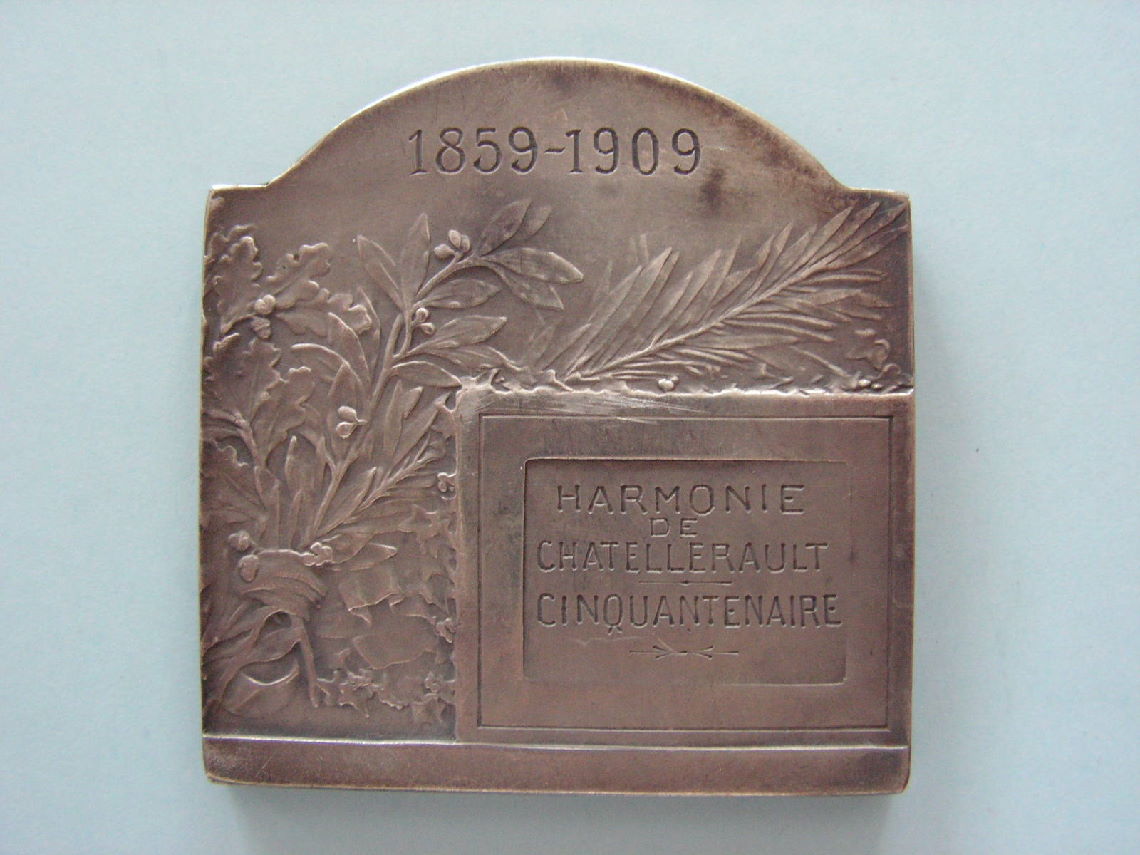 1859-1909
HARMONIE
DE
CHATELLERAULT
CINQUANTENAIRE